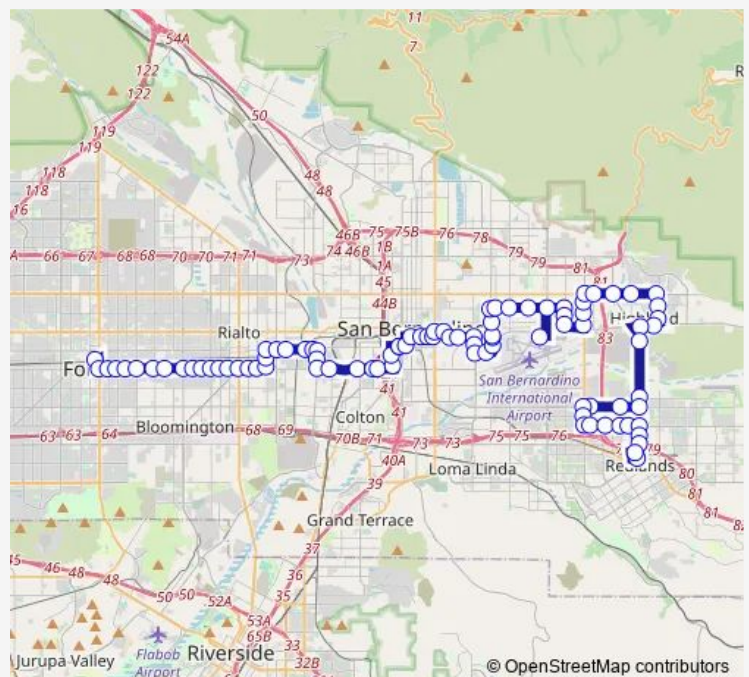 11
7
54A
122
122
50
R
119
119
48
118
48
118
16
46B 75 75B 76 78
74 46B 1B 79 79 81
66 67 68 68 70 70 71 71 73
1A
45
81
44B
Rialto
San Bernardino
Highland
83
San Bernardino
International
Airport
41
Colton
41
63 63 64
Bloomington
68 69
70B 71 73 73 75 75 76
79
40A
Loma Linda
Redlands
80
39
81
81
Grand Terrace
37
45 46 48 48
36
50 50 52A
35
53A
65B
Flabob
Airport
33
Jurupa Valley
Riverside
32B
© OpenStreetMap contributors